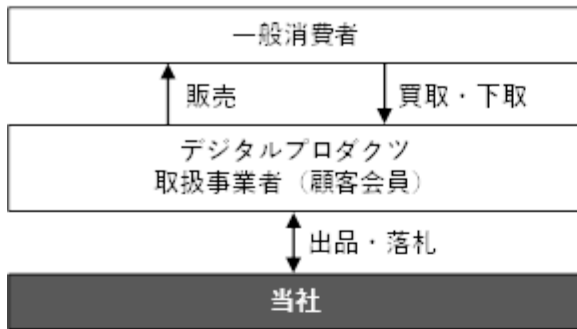 一般消費者
販売
買取・下取
デジタルプロダクツ
取扱事業者（顧客会員）
出品・落札
当社